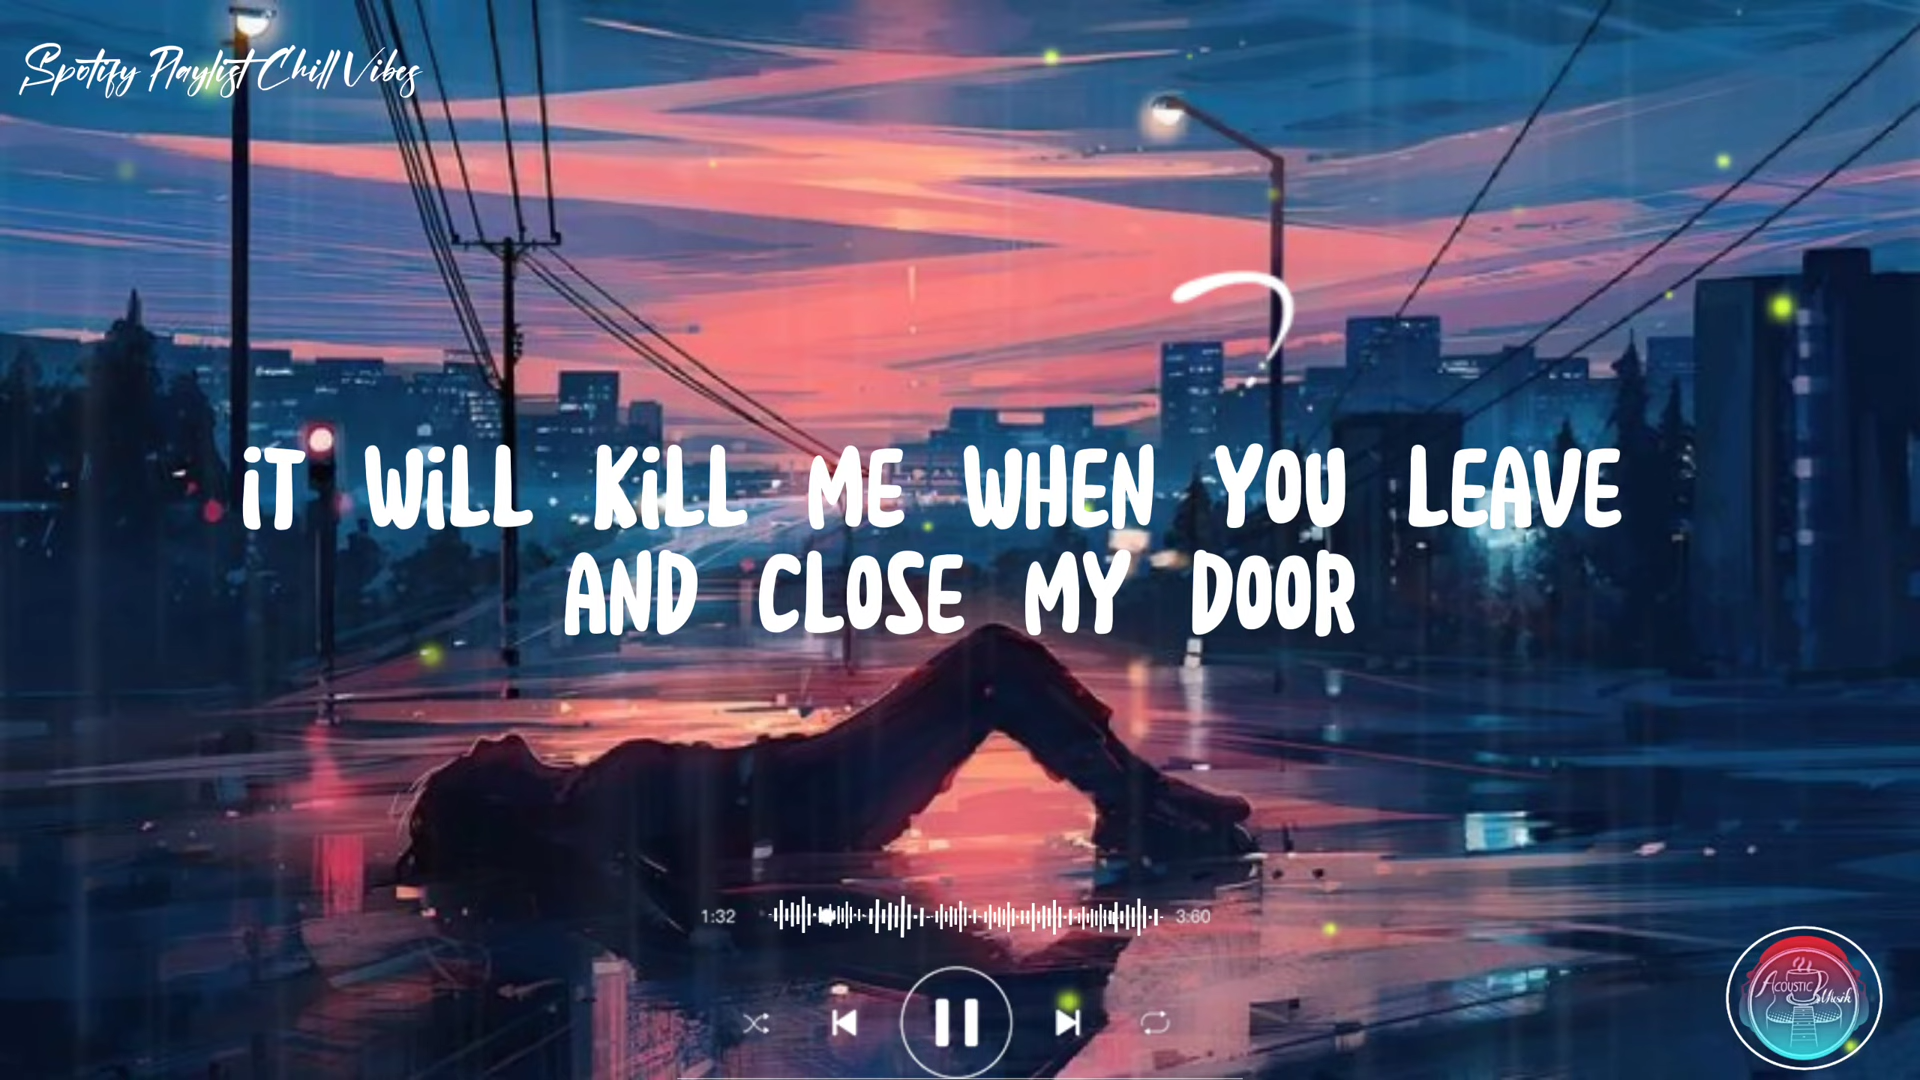 Spotify Playlist Chill Vibes
iT WiLL KiLL ME WHEN YOU LEAVE
AND CLOSE MY DOOR
1:32
3:60
Acoustic
Musik